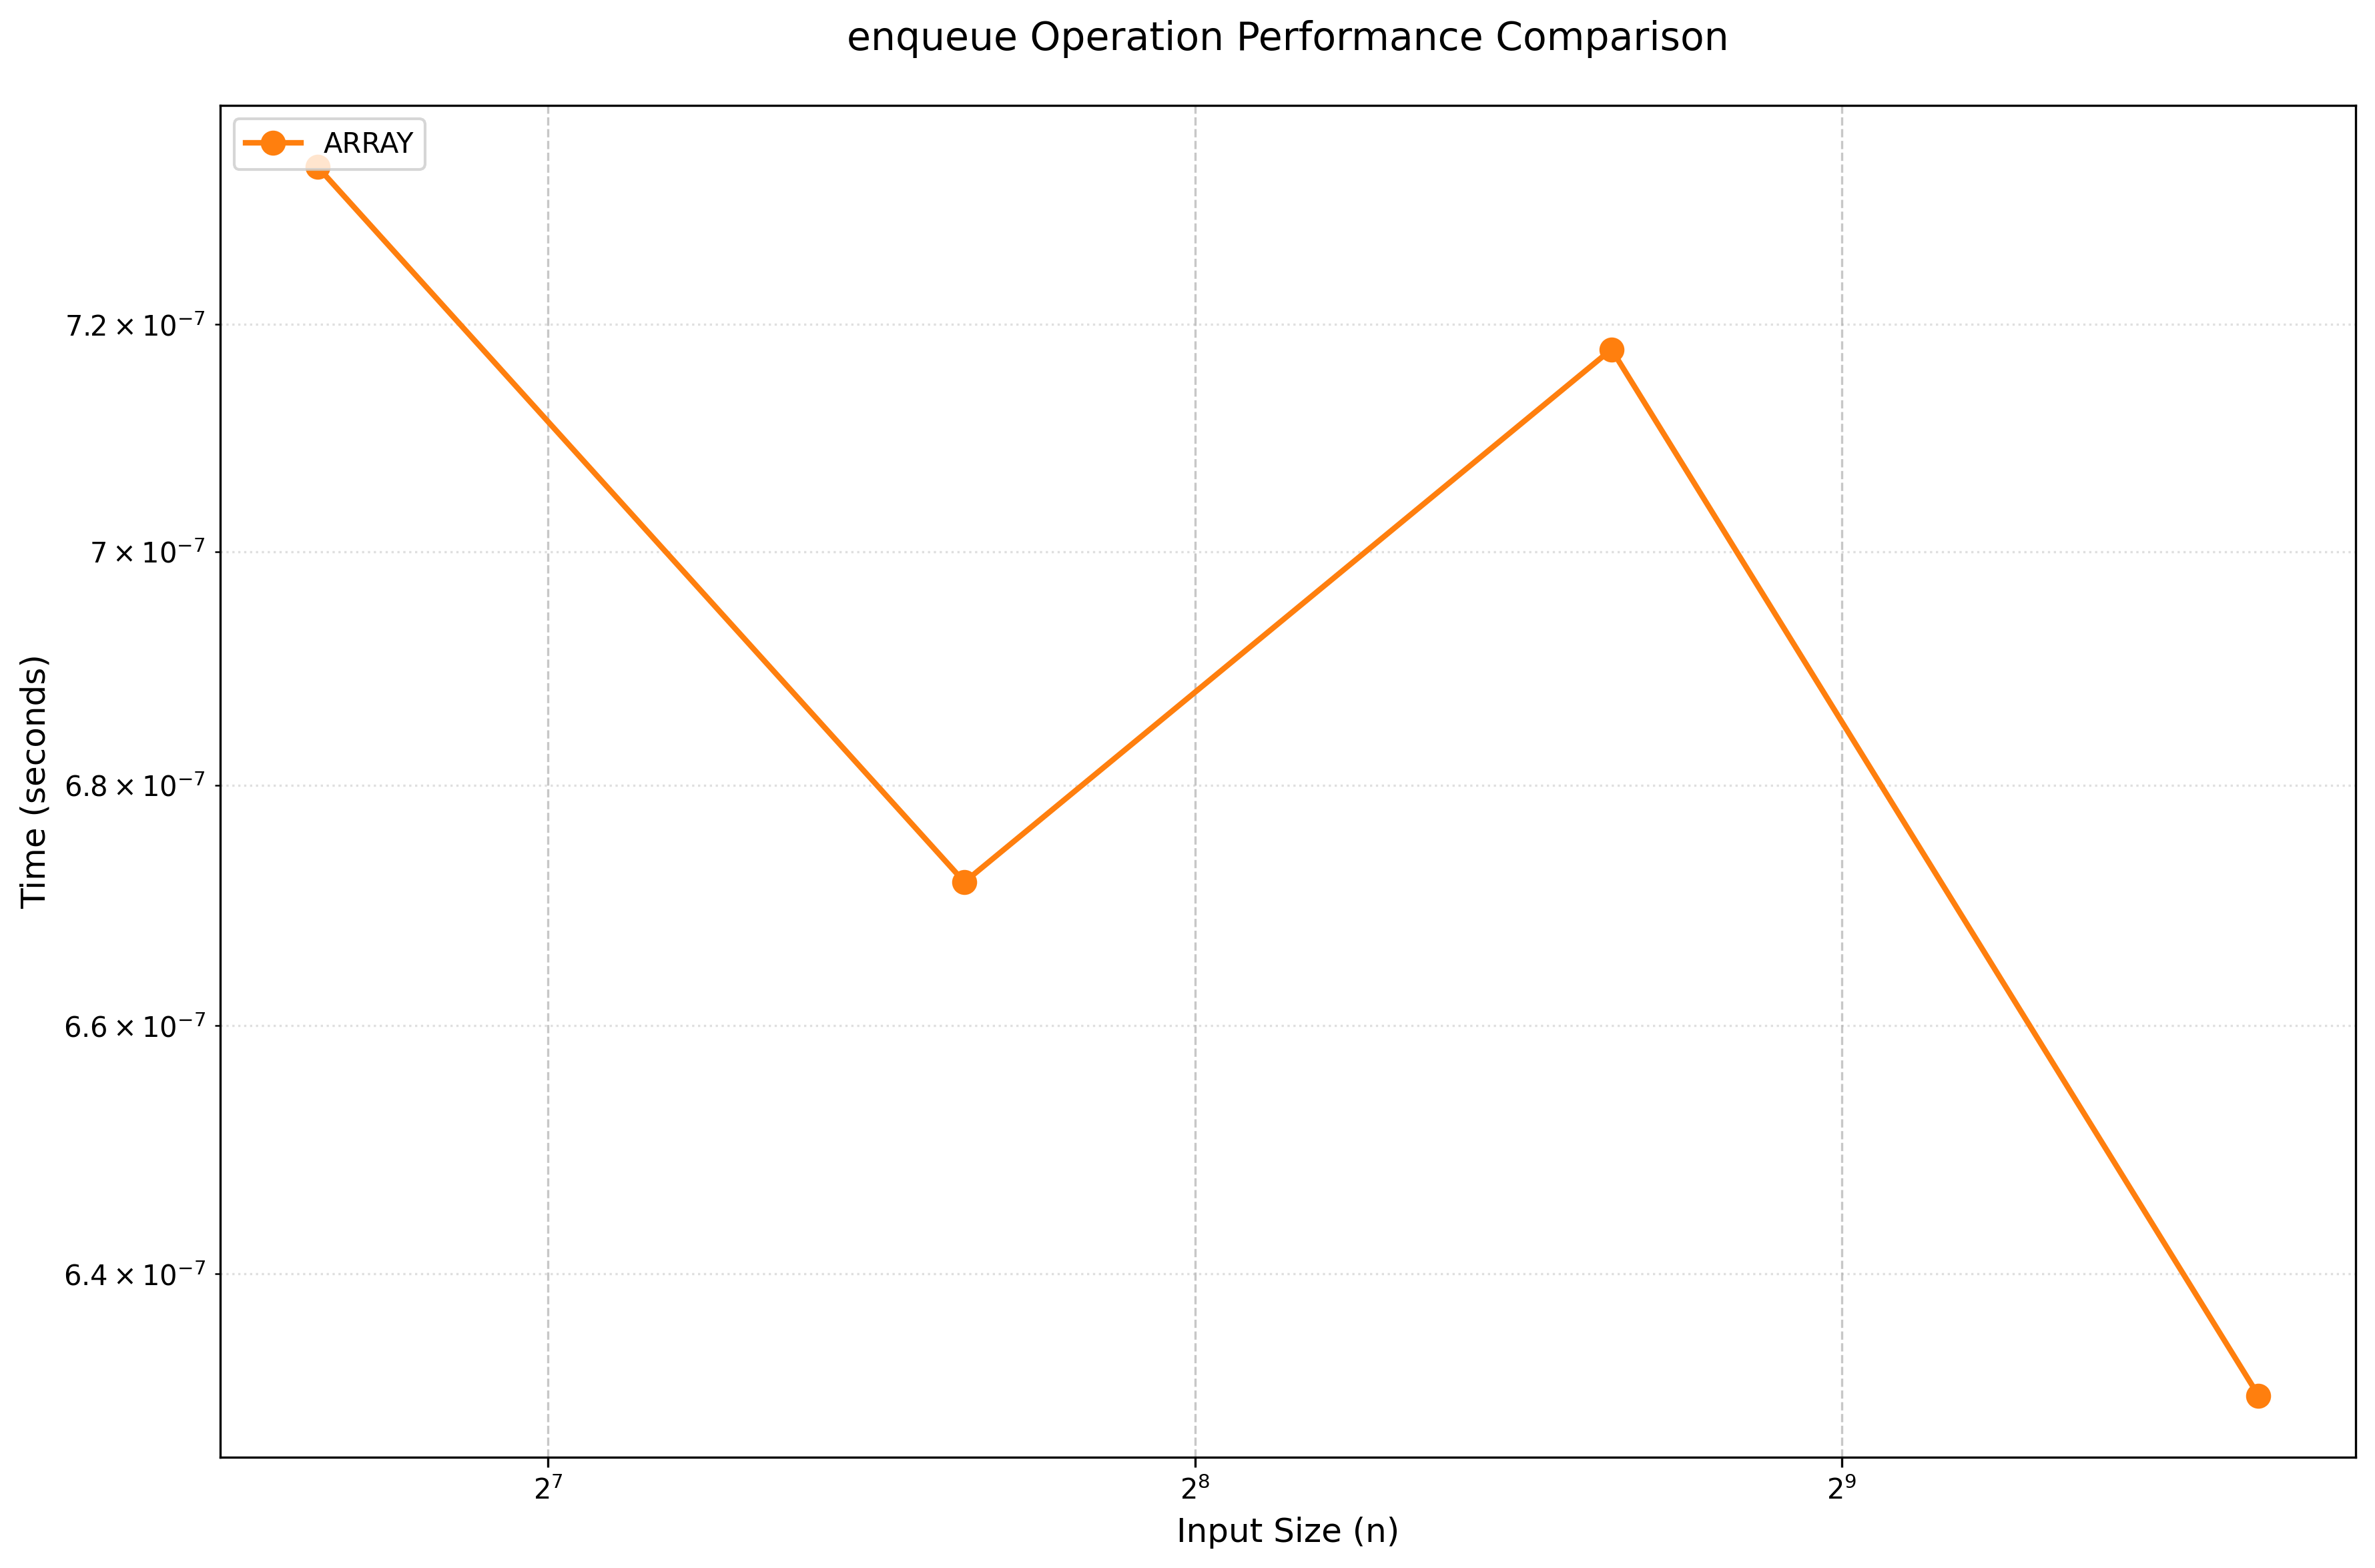 enqueue Operation Performance Comparison
ARRAY
7.2 × 10⁻⁷
7 × 10⁻⁷
6.8 × 10⁻⁷
6.6 × 10⁻⁷
6.4 × 10⁻⁷
Time (seconds)
2⁷ 2⁸ 2⁹
Input Size (n)